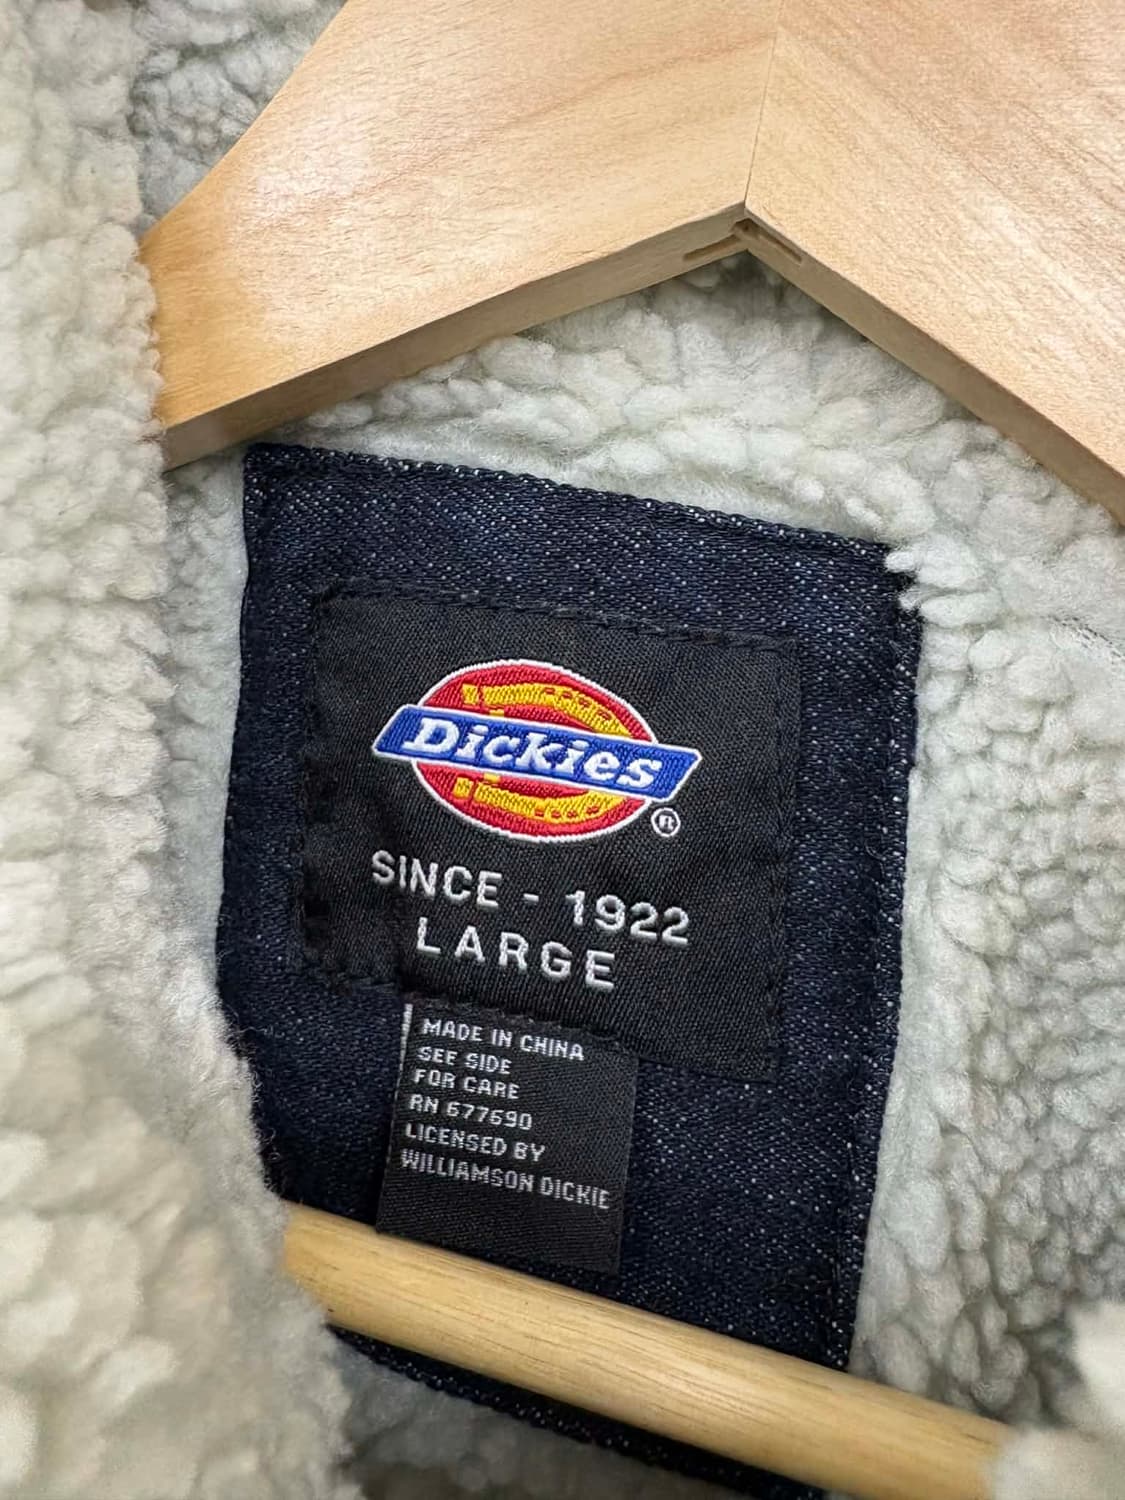 Dickies
®
SINCE - 1922
LARGE
MADE IN CHINA
SEE SIDE
FOR CARE
RN 677690
LICENSED BY
WILLIAMSON DICKIE